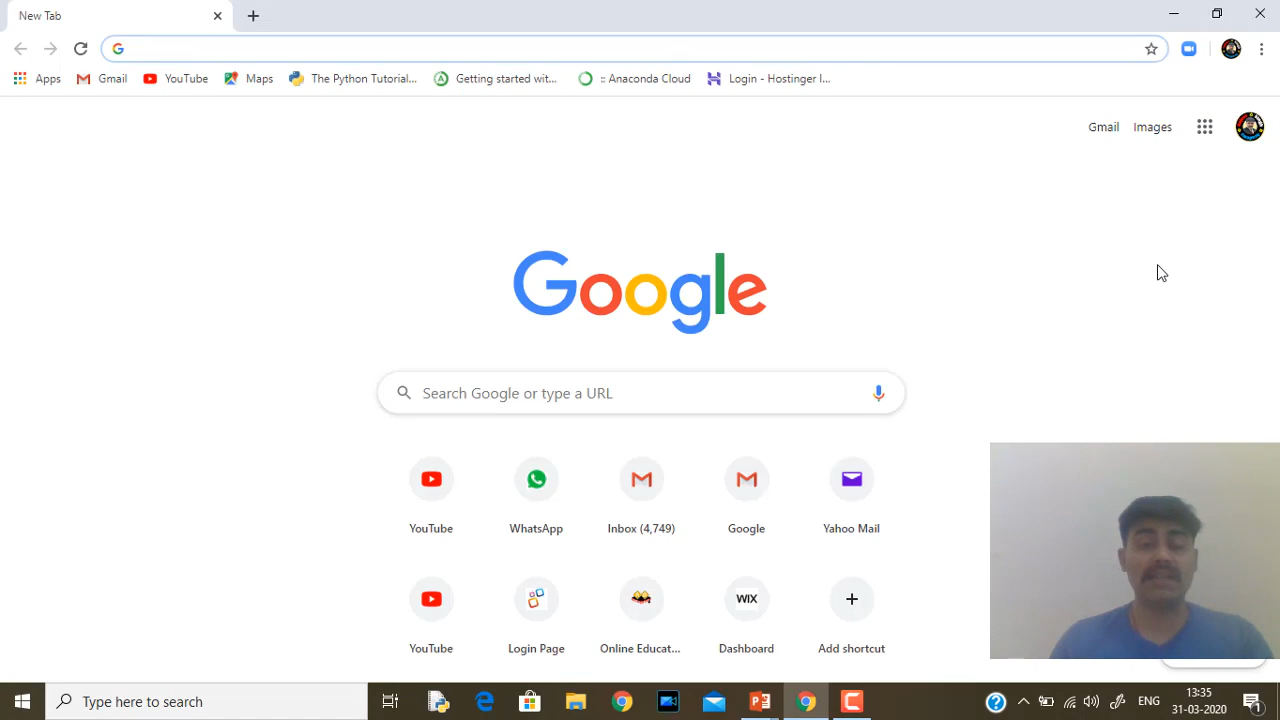 New Tab
Apps
Gmail
YouTube
Maps
The Python Tutorial...
Getting started wit...
:: Anaconda Cloud
Login - Hostinger I...
Gmail
Images
Google
Search Google or type a URL
YouTube
WhatsApp
Inbox (4,749)
Google
Yahoo Mail
WIX
YouTube
Login Page
Online Educat...
Dashboard
Add shortcut
Type here to search
ENG
13:35
31-03-2020
1